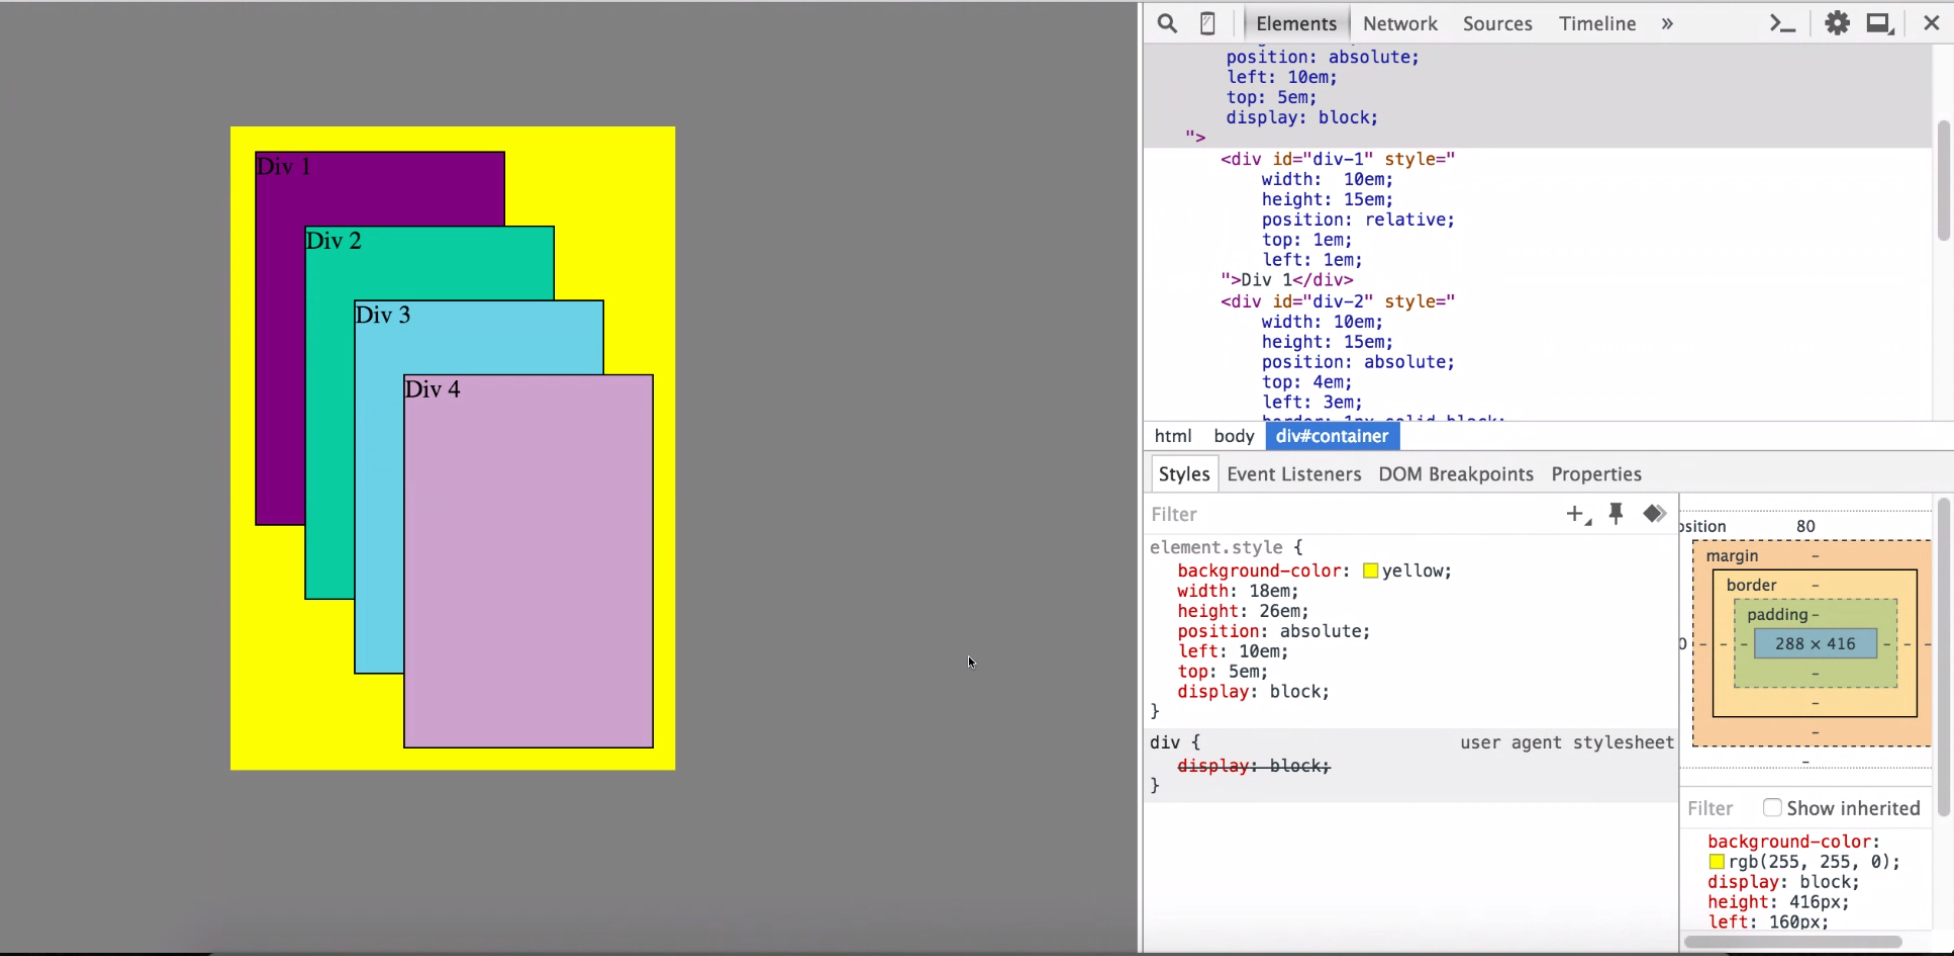 Div 1
Div 2
Div 3
Div 4
Elements Network Sources Timeline »
position: absolute;
left: 10em;
top: 5em;
display: block;
">
<div id="div-1" style="
width:  10em;
height: 15em;
position: relative;
top: 1em;
left: 1em;
">Div 1</div>
<div id="div-2" style="
width: 10em;
height: 15em;
position: absolute;
top: 4em;
left: 3em;
border: 1px solid black;
html body div#container
Styles Event Listeners DOM Breakpoints Properties
Filter
element.style {
background-color: yellow;
width: 18em;
height: 26em;
position: absolute;
left: 10em;
top: 5em;
display: block;
}
div { user agent stylesheet
display: block;
}
osition 80
margin -
border -
padding -
0 - - - 288 × 416 - - -
-
-
-
-
Filter Show inherited
background-color:
rgb(255, 255, 0);
display: block;
height: 416px;
left: 160px;